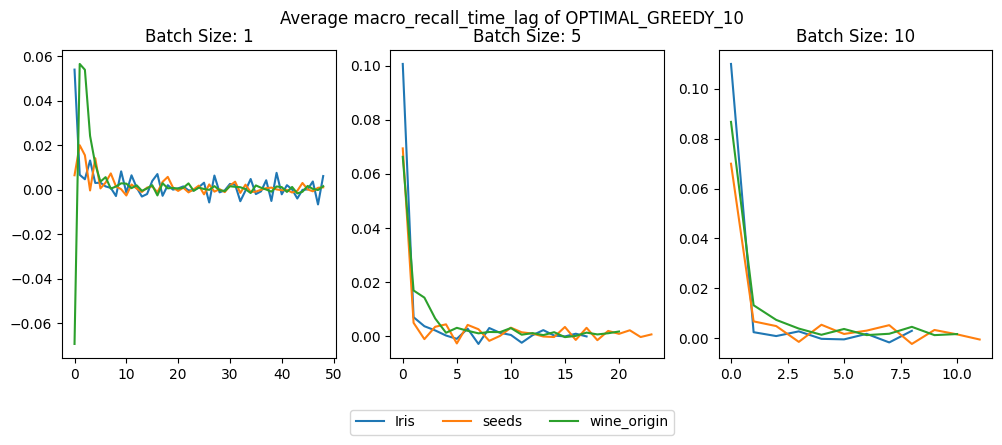 Average macro_recall_time_lag of OPTIMAL_GREEDY_10
Batch Size: 1
0.06
0.04
0.02
0.00
−0.02
−0.04
−0.06
0 10 20 30 40 50
Batch Size: 5
0.10
0.08
0.06
0.04
0.02
0.00
0 5 10 15 20
Batch Size: 10
0.10
0.08
0.06
0.04
0.02
0.00
0.0 2.5 5.0 7.5 10.0
Iris seeds wine_origin